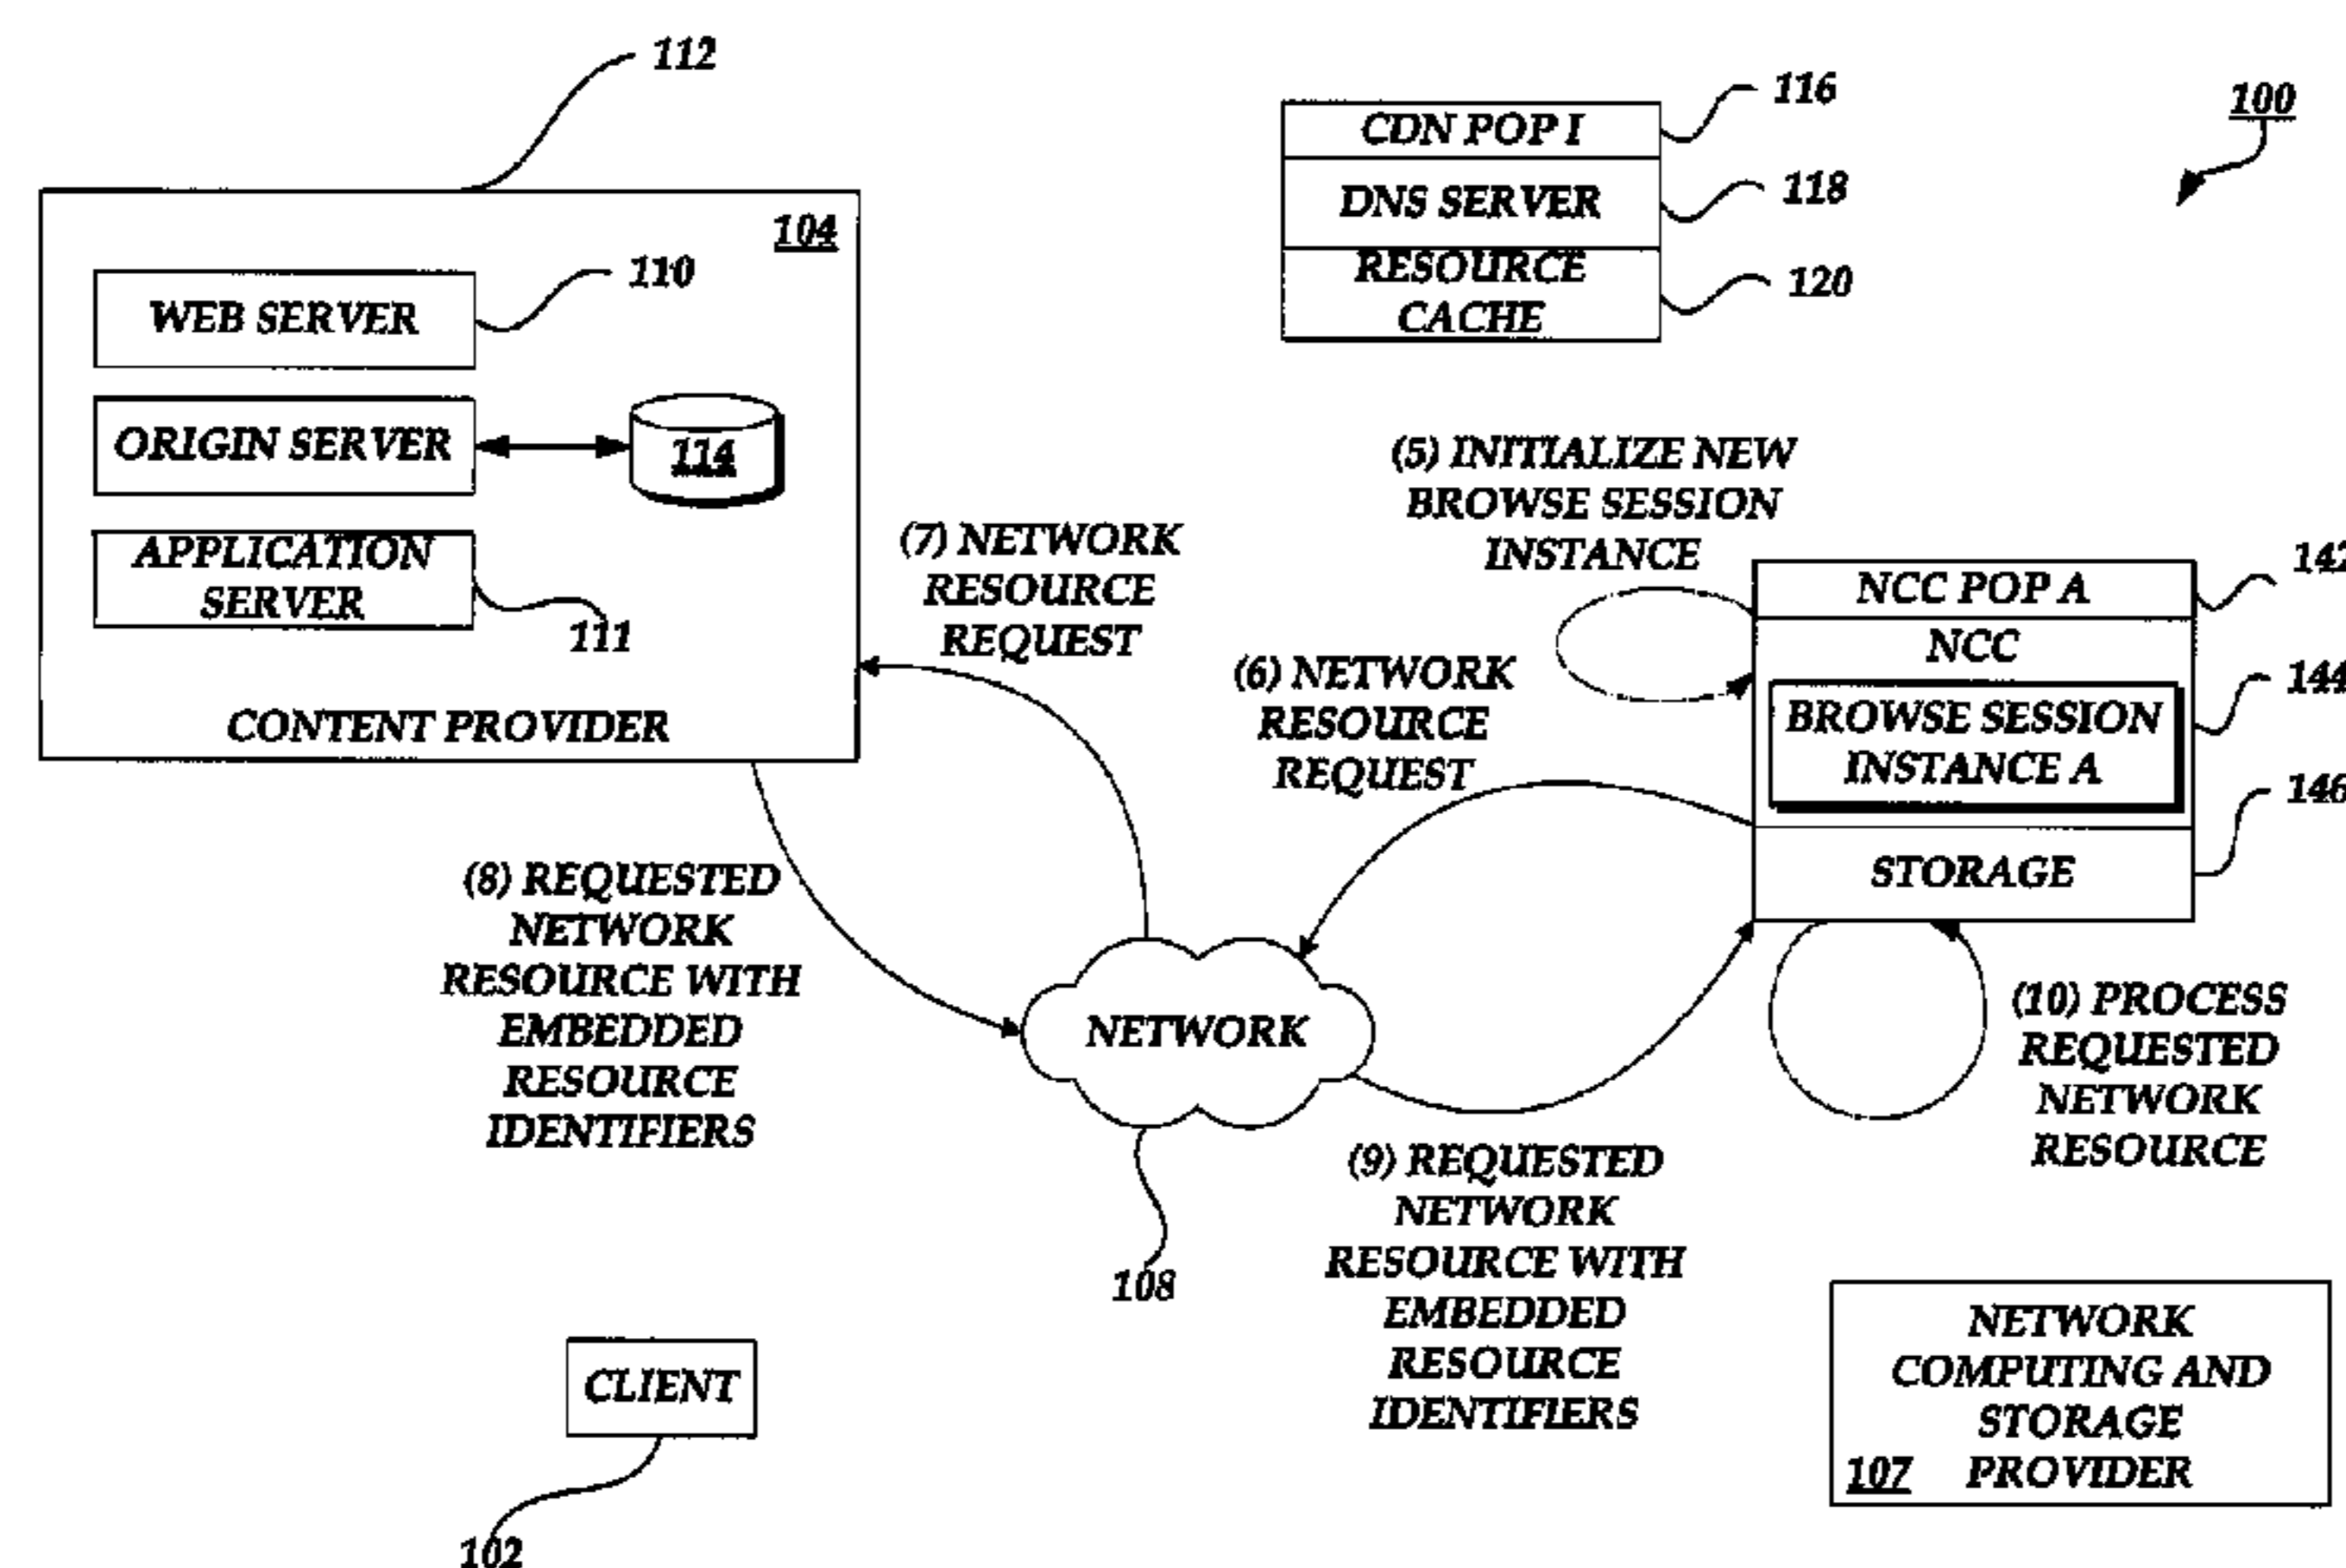 112
116
100
CDN POP I
118
DNS SERVER
104
RESOURCE
CACHE
120
110
WEB SERVER
ORIGIN SERVER
114
APPLICATION
SERVER
111
CONTENT PROVIDER
(5) INITIALIZE NEW
BROWSE SESSION
INSTANCE
(7) NETWORK
RESOURCE
REQUEST
(6) NETWORK
RESOURCE
REQUEST
142
NCC POP A
NCC
144
BROWSE SESSION
INSTANCE A
146
STORAGE
(8) REQUESTED
NETWORK
RESOURCE WITH
EMBEDDED
RESOURCE
IDENTIFIERS
NETWORK
108
(10) PROCESS
REQUESTED
NETWORK
RESOURCE
(9) REQUESTED
NETWORK
RESOURCE WITH
EMBEDDED
RESOURCE
IDENTIFIERS
CLIENT
102
NETWORK
COMPUTING AND
STORAGE
107 PROVIDER